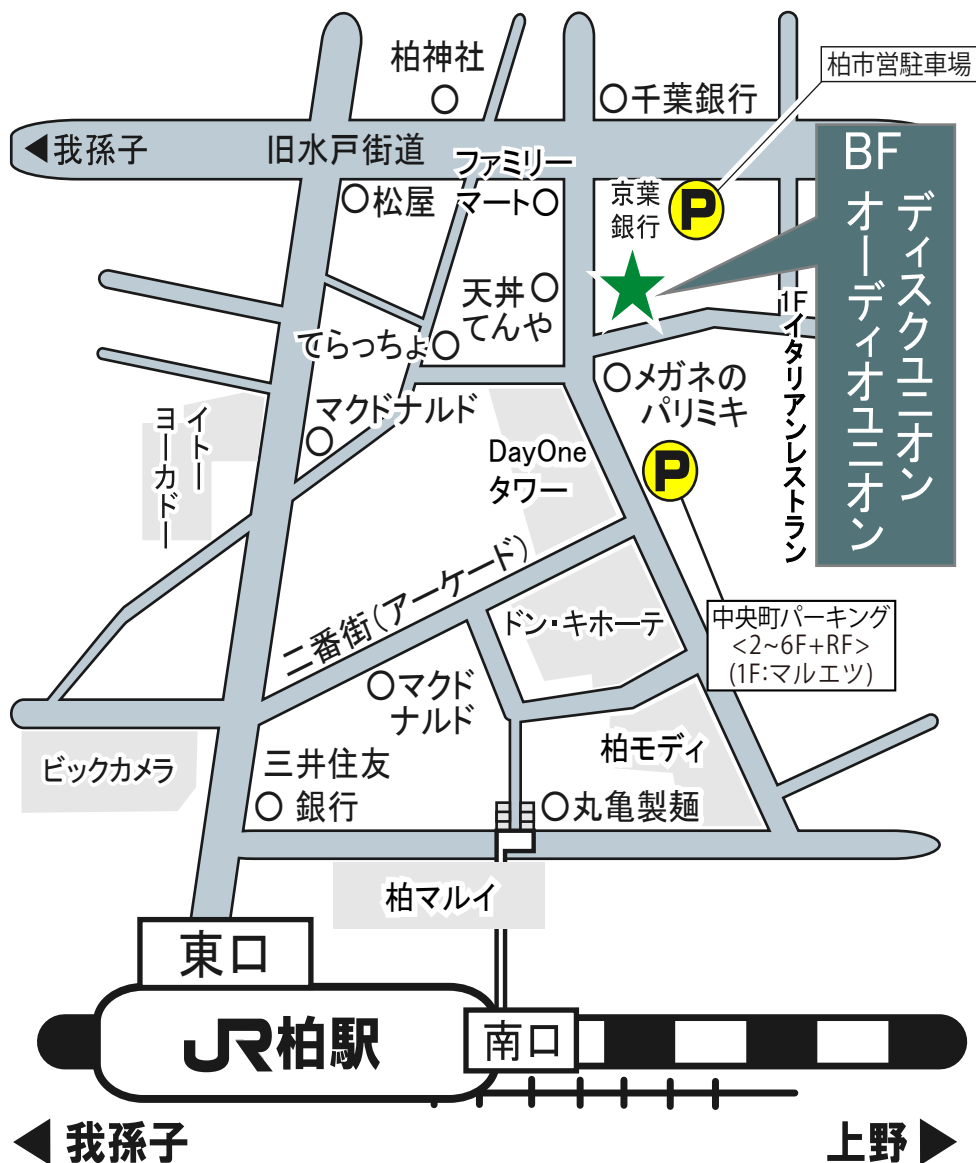 柏神社
千葉銀行
柏市営駐車場
◀我孫子
旧水戸街道
ファミリー
マート
松屋
京葉
銀行
P
BF
ディスクユニオン
オーディオユニオン
1F イタリアンレストラン
天丼
てんや
てらっちょ
メガネの
パリミキ
マクドナルド
イトー
ヨーカドー
DayOne
タワー
P
二番街(アーケード)
ドン・キホーテ
中央町パーキング
<2~6F+RF>
(1F:マルエツ)
マクド
ナルド
柏モディ
ビックカメラ
三井住友
銀行
丸亀製麺
柏マルイ
東口
JR柏駅
南口
◀我孫子
上野▶